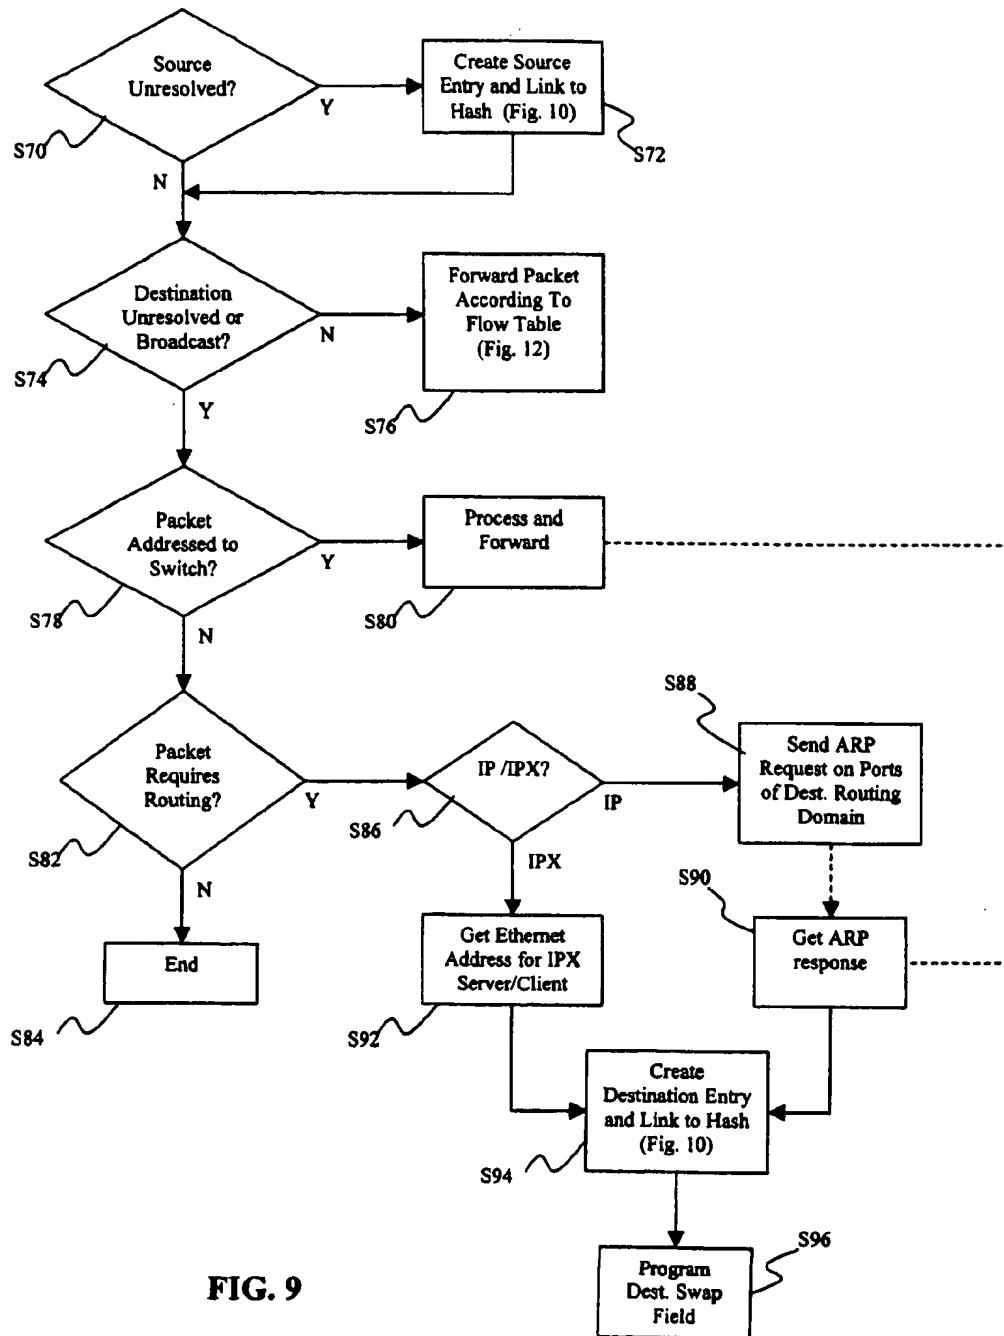 Source
Unresolved?
Y
S70
N
Create Source
Entry and Link to
Hash (Fig. 10)
S72
Destination
Unresolved or
Broadcast?
N
S74
Y
Forward Packet
According To
Flow Table
(Fig. 12)
S76
Packet
Addressed to
Switch?
Y
S78
N
Process and
Forward
S80
Packet
Requires
Routing?
Y
S82
N
End
S84
IP /IPX?
IP
S86
IPX
S88
Send ARP
Request on Ports
of Dest. Routing
Domain
S90
Get ARP
response
Get Ethernet
Address for IPX
Server/Client
S92
Create
Destination Entry
and Link to Hash
(Fig. 10)
S94
S96
Program
Dest. Swap
Field
FIG. 9